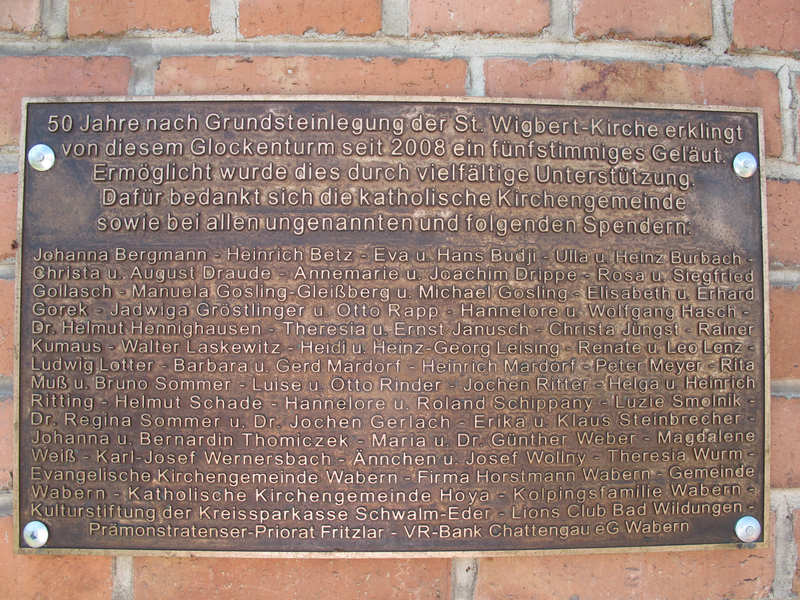 50 Jahre nach Grundsteinlegung der St. Wigbert-Kirche erklingt
von diesem Glockenturm seit 2008 ein fünfstimmiges Geläut.
Ermöglicht wurde dies durch vielfältige Unterstützung.
Dafür bedankt sich die katholische Kirchengemeinde
sowie bei allen ungenannten und folgenden Spendern:
Johanna Bergmann - Heinrich Betz - Eva u. Hans Budji - Ulla u. Heinz Burbach -
Christa u. August Draude - Annemarie u. Joachim Drippe - Rosa u. Siegfried
Gollasch - Manuela Gosling-Gleißberg u. Michael Gosling - Elisabeth u. Erhard
Gorek - Jadwiga Gröstlinger u. Otto Rapp - Hannelore u. Wolfgang Hasch -
Dr. Helmut Hennighausen - Theresia u. Ernst Janusch - Christa Jüngst - Rainer
Kumaus - Walter Laskewitz - Heidi u. Heinz-Georg Leising - Renate u. Leo Lenz -
Ludwig Lotter - Barbara u. Gerd Mardorf - Heinrich Mardorf - Peter Meyer - Rita
Muß u. Bruno Sommer - Luise u. Otto Rinder - Jochen Ritter - Helga u. Heinrich
Ritting - Helmut Schade - Hannelore u. Roland Schippany - Luzie Smolnik -
Dr. Regina Sommer u. Dr. Jochen Gerlach - Erika u. Klaus Steinbrecher -
Johanna u. Bernardin Thomiczek - Maria u. Dr. Günther Weber - Magdalene
Weiß - Karl-Josef Wernersbach - Ännchen u. Josef Wollny - Theresia Wurm -
Evangelische Kirchengemeinde Wabern - Firma Horstmann Wabern - Gemeinde
Wabern - Katholische Kirchengemeinde Hoya - Kolpingsfamilie Wabern -
Kulturstiftung der Kreissparkasse Schwalm-Eder - Lions Club Bad Wildungen -
Prämonstratenser-Priorat Fritzlar - VR-Bank Chattengau eG Wabern